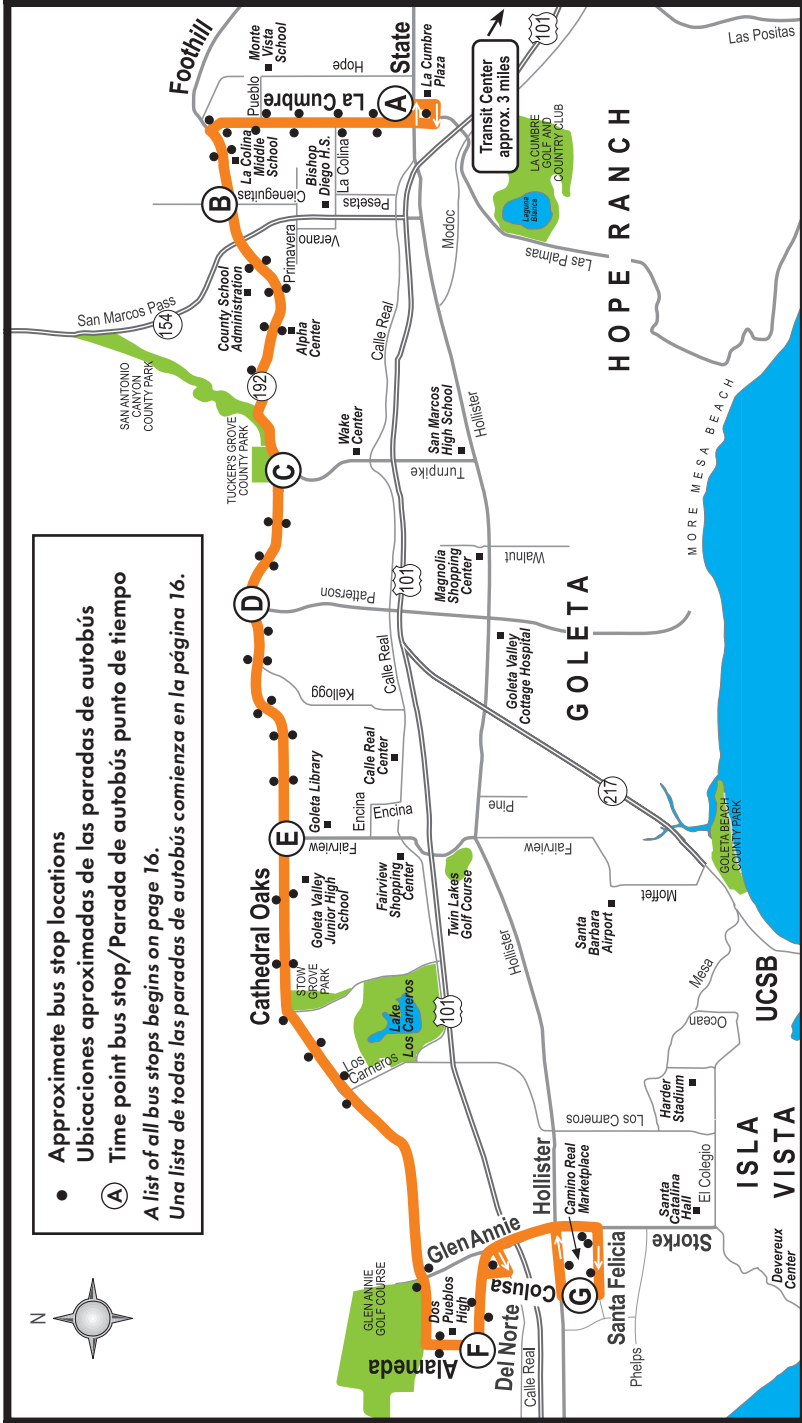 N
● Approximate bus stop locations
Ubicaciones aproximadas de las paradas de autobús
A Time point bus stop/Parada de autobús punto de tiempo
A list of all bus stops begins on page 16.
Una lista de todas las paradas de autobús comienza en la página 16.
GLEN ANNIE
GOLF COURSE
Alameda
Dos
Pueblos
High
Glen Annie
F
Del Norte
Colusa
Calle Real
Hollister
Camino Real
Marketplace
G
Santa Felicia
Phelps
Storke
Santa
Catalina
Hall
El Colegio
Devereux
Center
ISLA
VISTA
Harder
Stadium
Los Carneros
Ocean
Mesa
UCSB
Cathedral Oaks
Los
Carneros
STOW
GROVE
PARK
Lake
Los Carneros
101
Goleta Valley
Junior High
School
E
Goleta Library
Fairview
Encina
Encina
Fairview
Shopping
Center
Calle Real
Center
Twin Lakes
Golf Course
Hollister
Pine
Fairview
Santa
Barbara
Airport
Moffet
217
GOLETA BEACH
COUNTY PARK
Kellogg
Calle Real
D
Patterson
101
Magnolia
Shopping
Center
Walnut
Goleta Valley
Cottage Hospital
GOLETA
MORE MESA BEACH
SAN ANTONIO
CANYON
COUNTY PARK
TUCKER'S GROVE
COUNTY PARK
C
Wake
Center
Turnpike
San Marcos
High School
Hollister
San Marcos Pass
154
192
County School
Administration
Alpha
Center
Primavera
Verano
Calle Real
Modoc
B
Cieneguitas
La Colina
Middle
School
Bishop
Diego H.S.
La Colina
Pesetas
Foothill
Pueblo
Monte
Vista
School
Hope
La Cumbre
A
State
La Cumbre
Plaza
101
Transit Center
approx. 3 miles
101
LA CUMBRE
GOLF AND
COUNTRY CLUB
Laguna
Blanca
Las Palmas
Las Positas
HOPE RANCH